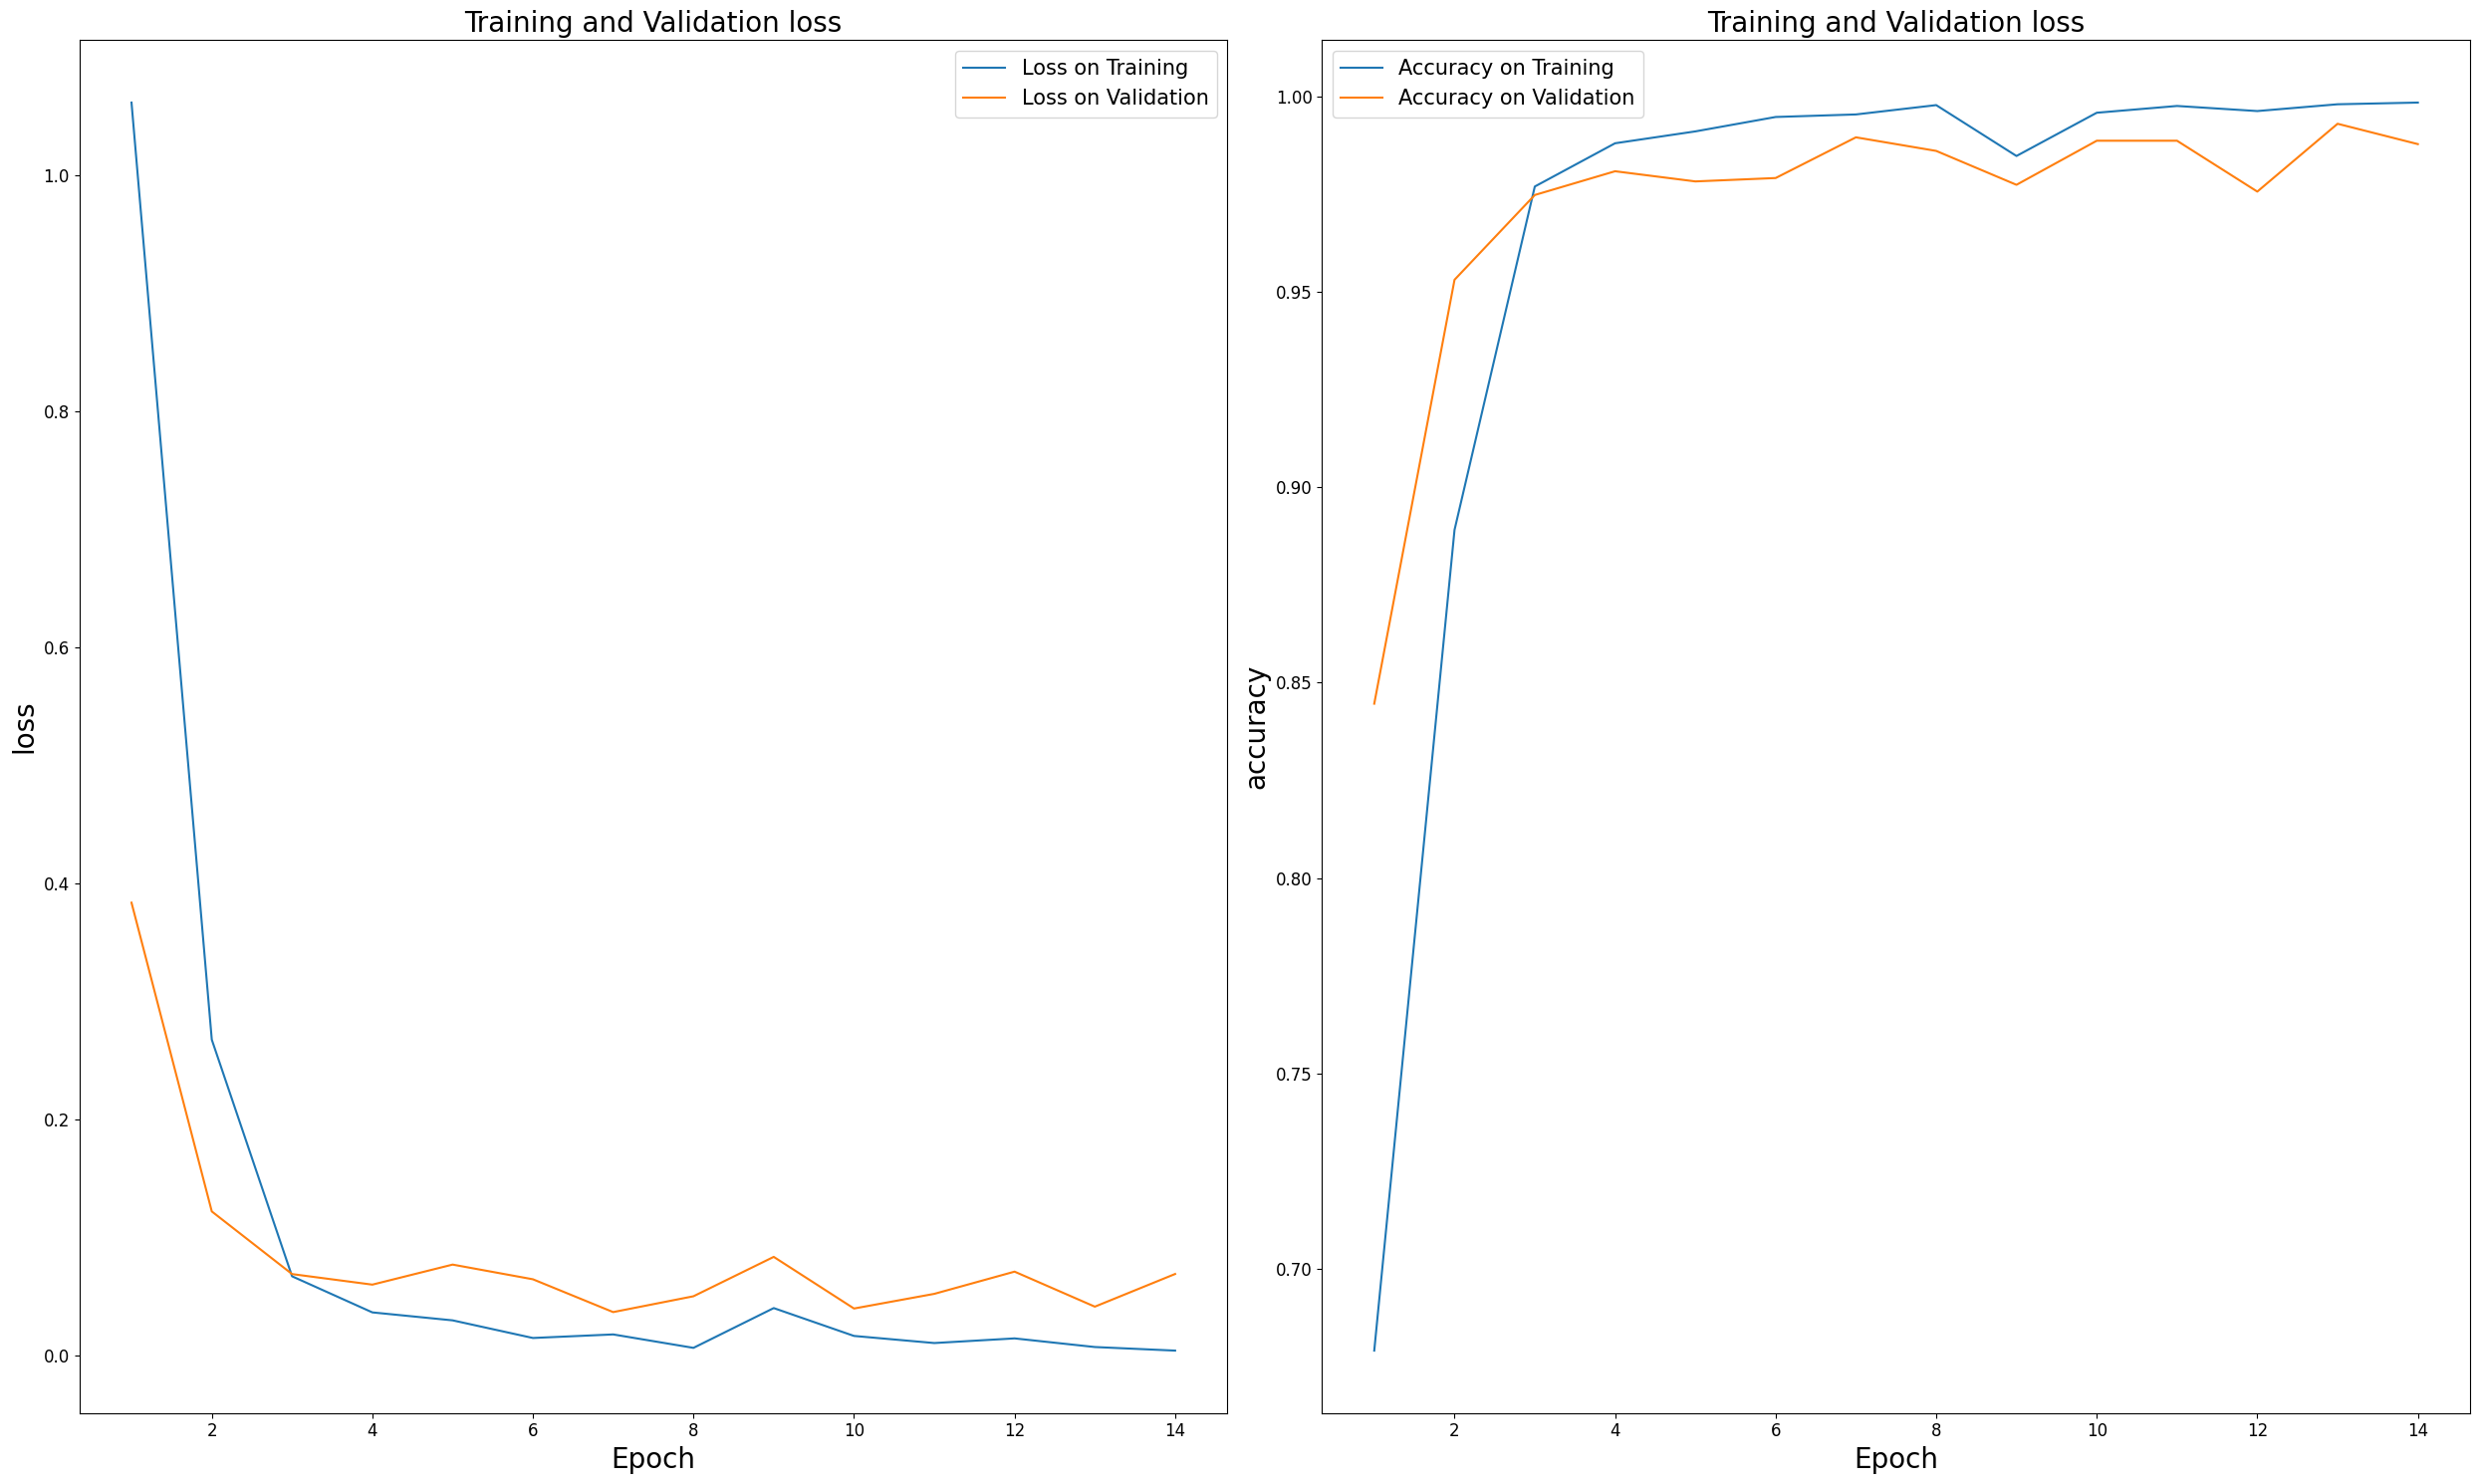 Training and Validation loss
Loss on Training
Loss on Validation
1.0
0.8
0.6
0.4
0.2
0.0
loss
2 4 6 8 10 12 14
Epoch
Training and Validation loss
Accuracy on Training
Accuracy on Validation
1.00
0.95
0.90
0.85
0.80
0.75
0.70
accuracy
2 4 6 8 10 12 14
Epoch